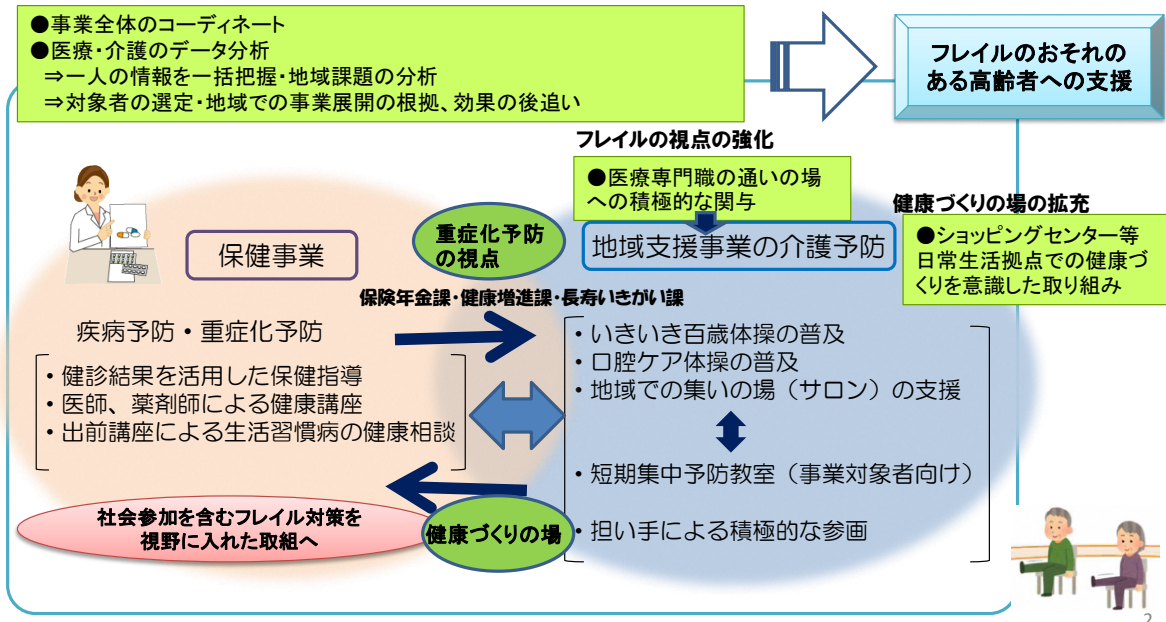 ●事業全体のコーディネート
●医療・介護のデータ分析
⇒一人の情報を一括把握・地域課題の分析
⇒対象者の選定・地域での事業展開の根拠、効果の後追い
フレイルのおそれの
ある高齢者への支援
フレイルの視点の強化
●医療専門職の通いの場
への積極的な関与
健康づくりの場の拡充
●ショッピングセンター等
日常生活拠点での健康づ
くりを意識した取り組み
保健事業
重症化予防
の視点
地域支援事業の介護予防
保険年金課・健康増進課・長寿いきがい課
疾病予防・重症化予防
・健診結果を活用した保健指導
・医師、薬剤師による健康講座
・出前講座による生活習慣病の健康相談
・いきいき百歳体操の普及
・口腔ケア体操の普及
・地域での集いの場（サロン）の支援
・短期集中予防教室（事業対象者向け）
・担い手による積極的な参画
社会参加を含むフレイル対策を
視野に入れた取組へ
健康づくりの場
2